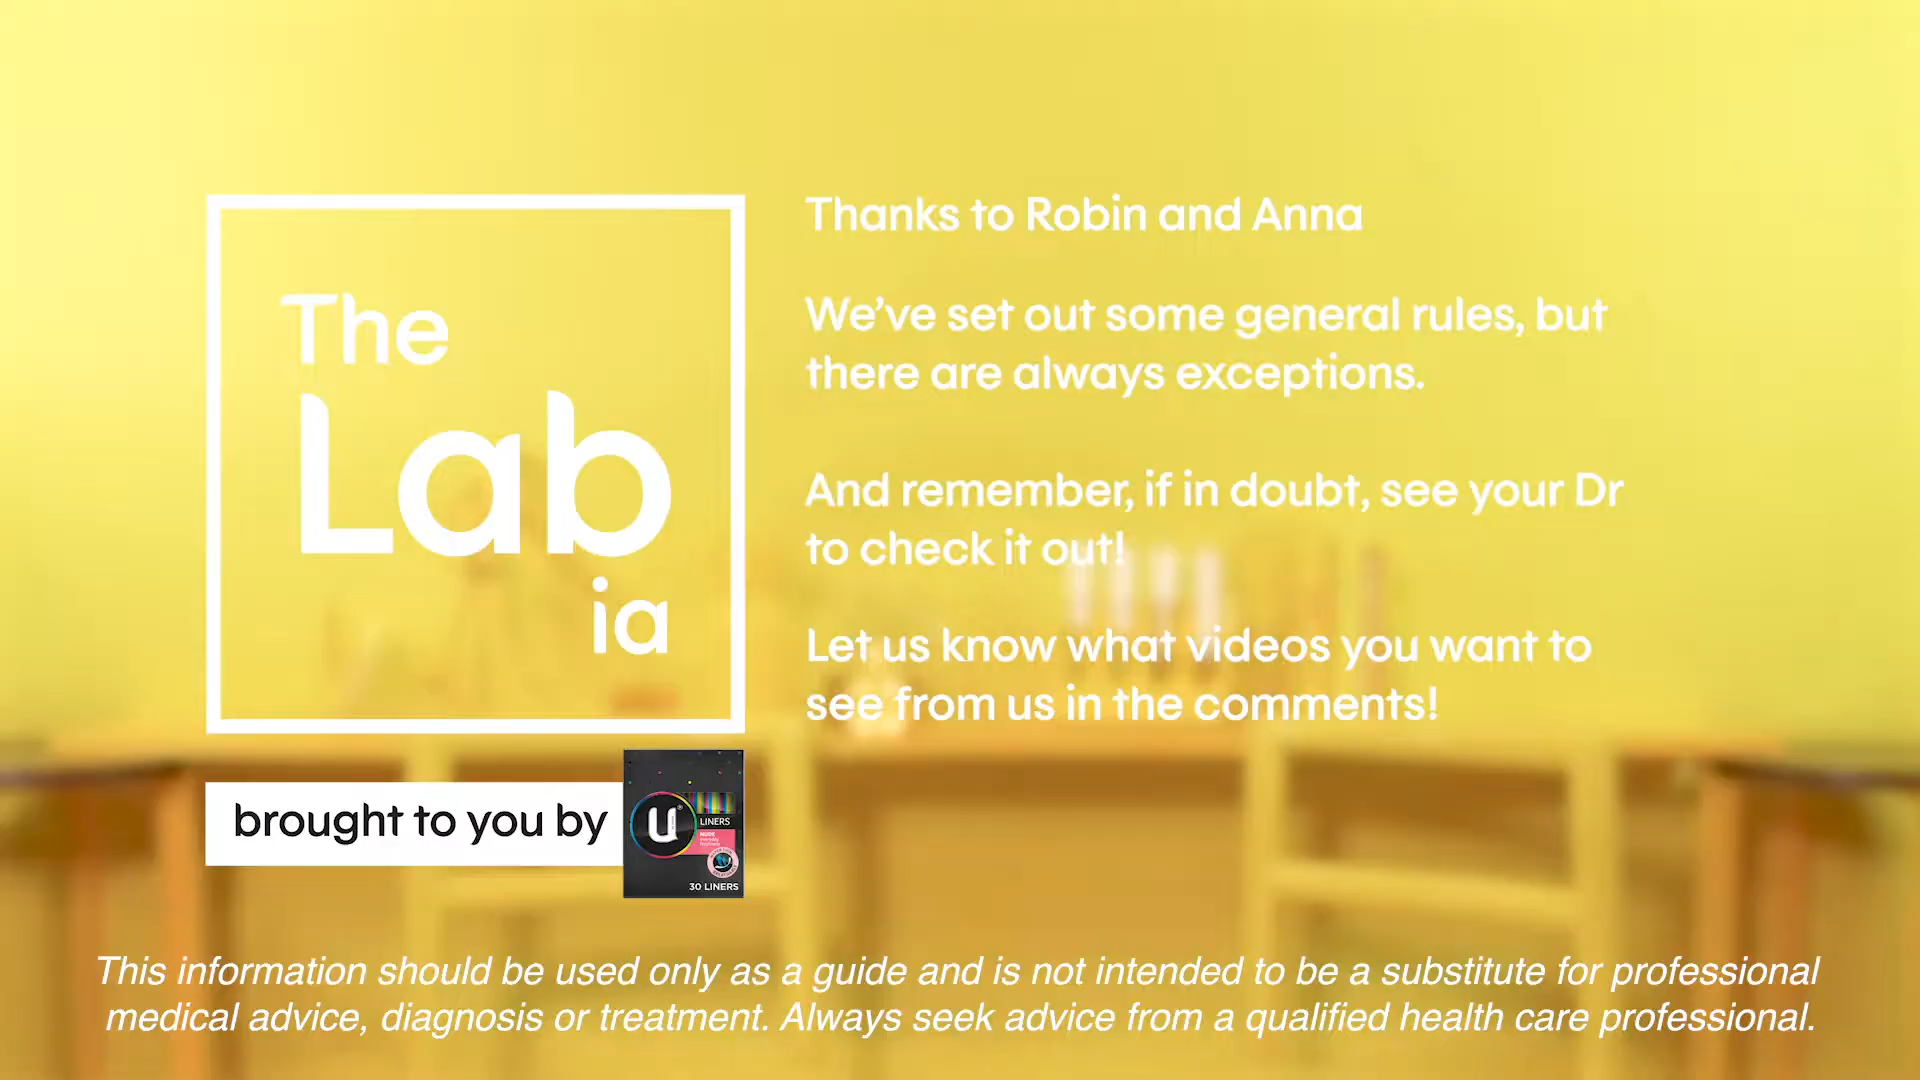 The
Lab
ia
Thanks to Robin and Anna
We've set out some general rules, but
there are always exceptions.
And remember, if in doubt, see your Dr
to check it out!
Let us know what videos you want to
see from us in the comments!
brought to you by
U
LINERS
NUDE
30 LINERS
This information should be used only as a guide and is not intended to be a substitute for professional
medical advice, diagnosis or treatment. Always seek advice from a qualified health care professional.